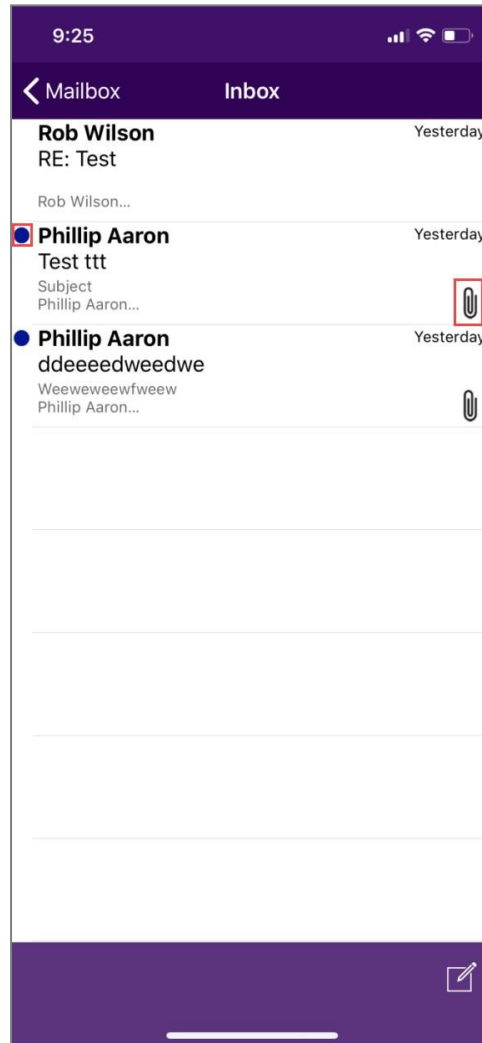 9:25
Mailbox
Inbox
Rob Wilson
Yesterday
RE: Test
Rob Wilson...
Phillip Aaron
Yesterday
Test ttt
Subject
Phillip Aaron...
Phillip Aaron
Yesterday
ddeeeedweedwe
Weeweweewfweew
Phillip Aaron...